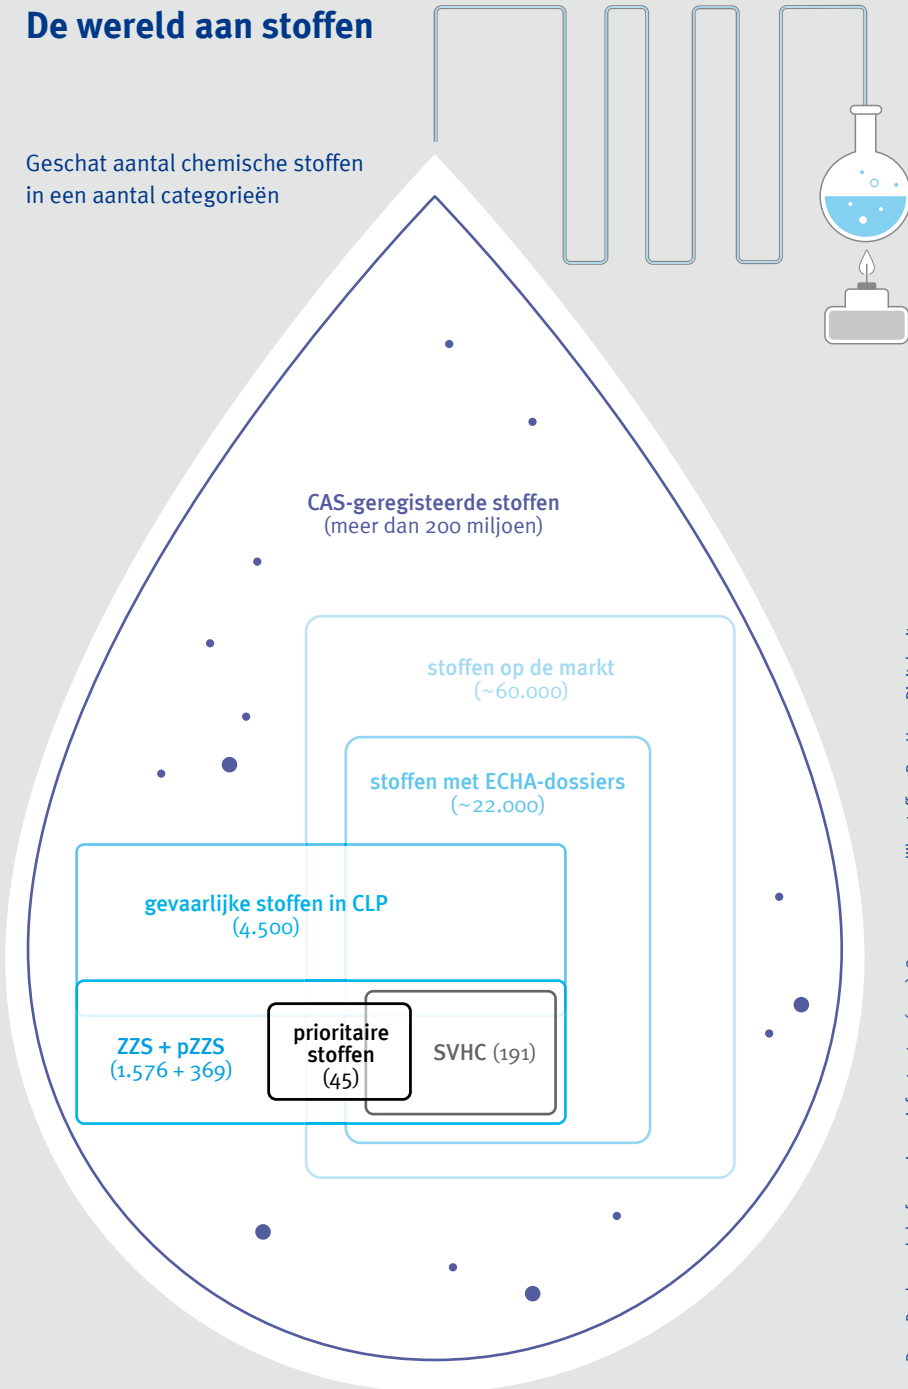 De wereld aan stoffen
Geschat aantal chemische stoffen
in een aantal categorieën
CAS-geregisteerde stoffen
(meer dan 200 miljoen)
stoffen op de markt
(~60.000)
stoffen met ECHA-dossiers
(~22.000)
gevaarlijke stoffen in CLP
(4.500)
ZZS + pZZS
(1.576 + 369)
prioritaire
stoffen
(45)
SVHC (191)